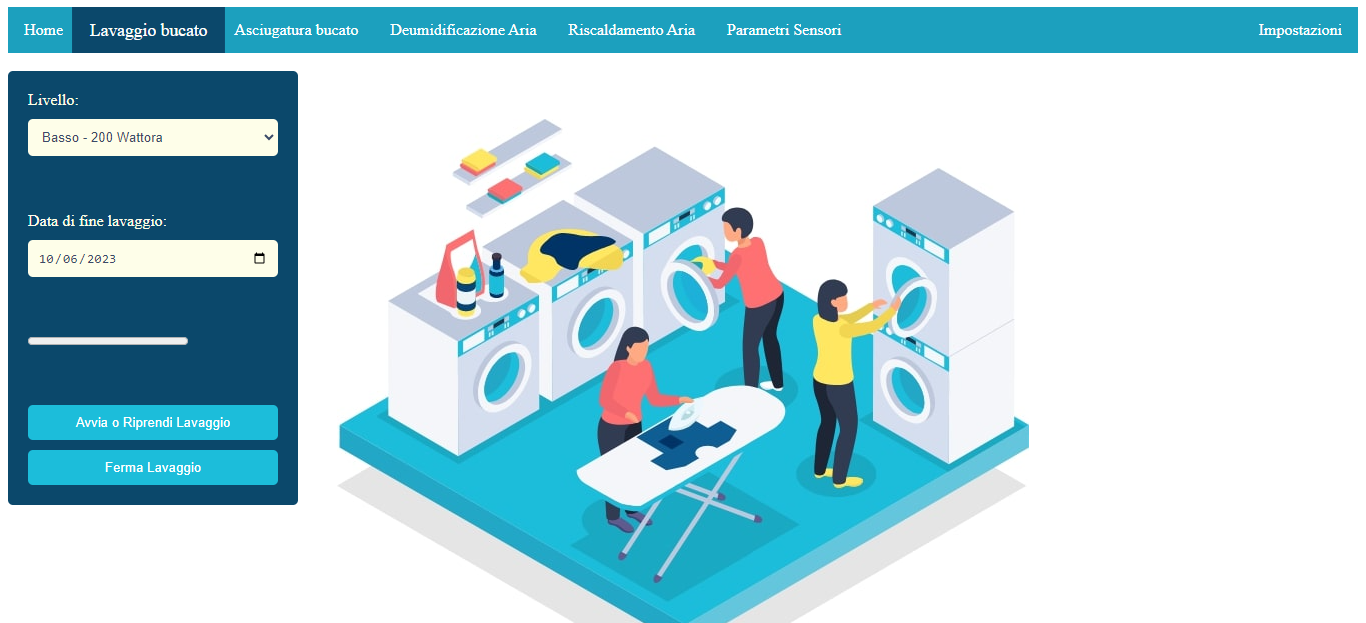 Home Lavaggio bucato Asciugatura bucato Deumidificazione Aria Riscaldamento Aria Parametri Sensori Impostazioni
Livello:
Basso - 200 Wattora
Data di fine lavaggio:
10/06/2023
Avvia o Riprendi Lavaggio
Ferma Lavaggio